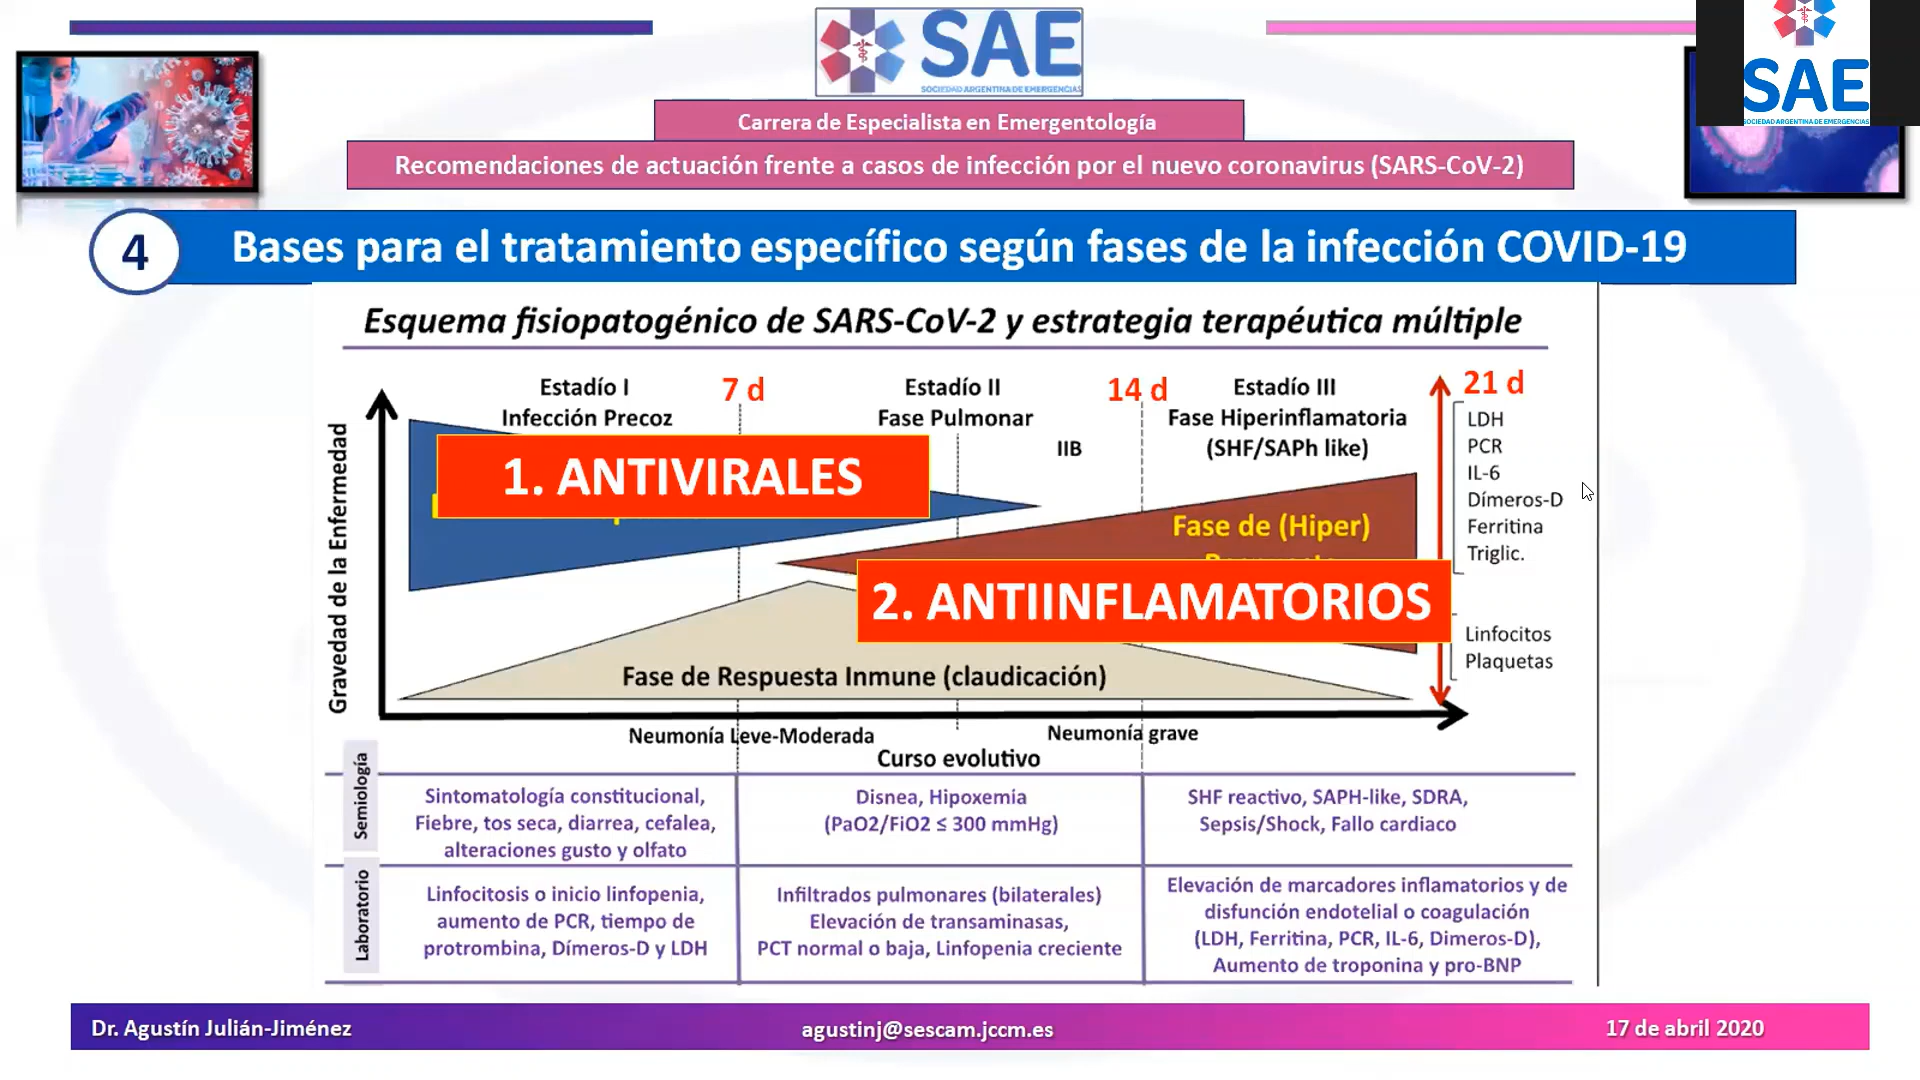 SAE
SOCIEDAD ARGENTINA DE EMERGENCIAS
SAE
SOCIEDAD ARGENTINA DE EMERGENCIAS
Carrera de Especialista en Emergentología
Recomendaciones de actuación frente a casos de infección por el nuevo coronavirus (SARS-CoV-2)
4
Bases para el tratamiento específico según fases de la infección COVID-19
Esquema fisiopatogénico de SARS-CoV-2 y estrategia terapéutica múltiple
Gravedad de la Enfermedad
Estadío I
Infección Precoz
7 d
Estadío II
Fase Pulmonar
IIB
14 d
Estadío III
Fase Hiperinflamatoria
(SHF/SAPh like)
21 d
LDH
PCR
IL-6
Dímeros-D
Ferritina
Triglic.
Linfocitos
Plaquetas
1. ANTIVIRALES
Fase de (Hiper)
2. ANTIINFLAMATORIOS
Fase de Respuesta Inmune (claudicación)
Neumonía Leve-Moderada
Neumonía grave
Curso evolutivo
Semiología
Sintomatología constitucional,
Fiebre, tos seca, diarrea, cefalea,
alteraciones gusto y olfato
Disnea, Hipoxemia
(PaO2/FiO2 ≤ 300 mmHg)
SHF reactivo, SAPH-like, SDRA,
Sepsis/Shock, Fallo cardiaco
Laboratorio
Linfocitosis o inicio linfopenia,
aumento de PCR, tiempo de
protrombina, Dímeros-D y LDH
Infiltrados pulmonares (bilaterales)
Elevación de transaminasas,
PCT normal o baja, Linfopenia creciente
Elevación de marcadores inflamatorios y de
disfunción endotelial o coagulación
(LDH, Ferritina, PCR, IL-6, Dimeros-D),
Aumento de troponina y pro-BNP
Dr. Agustín Julián-Jiménez
agustinj@sescam.jccm.es
17 de abril 2020